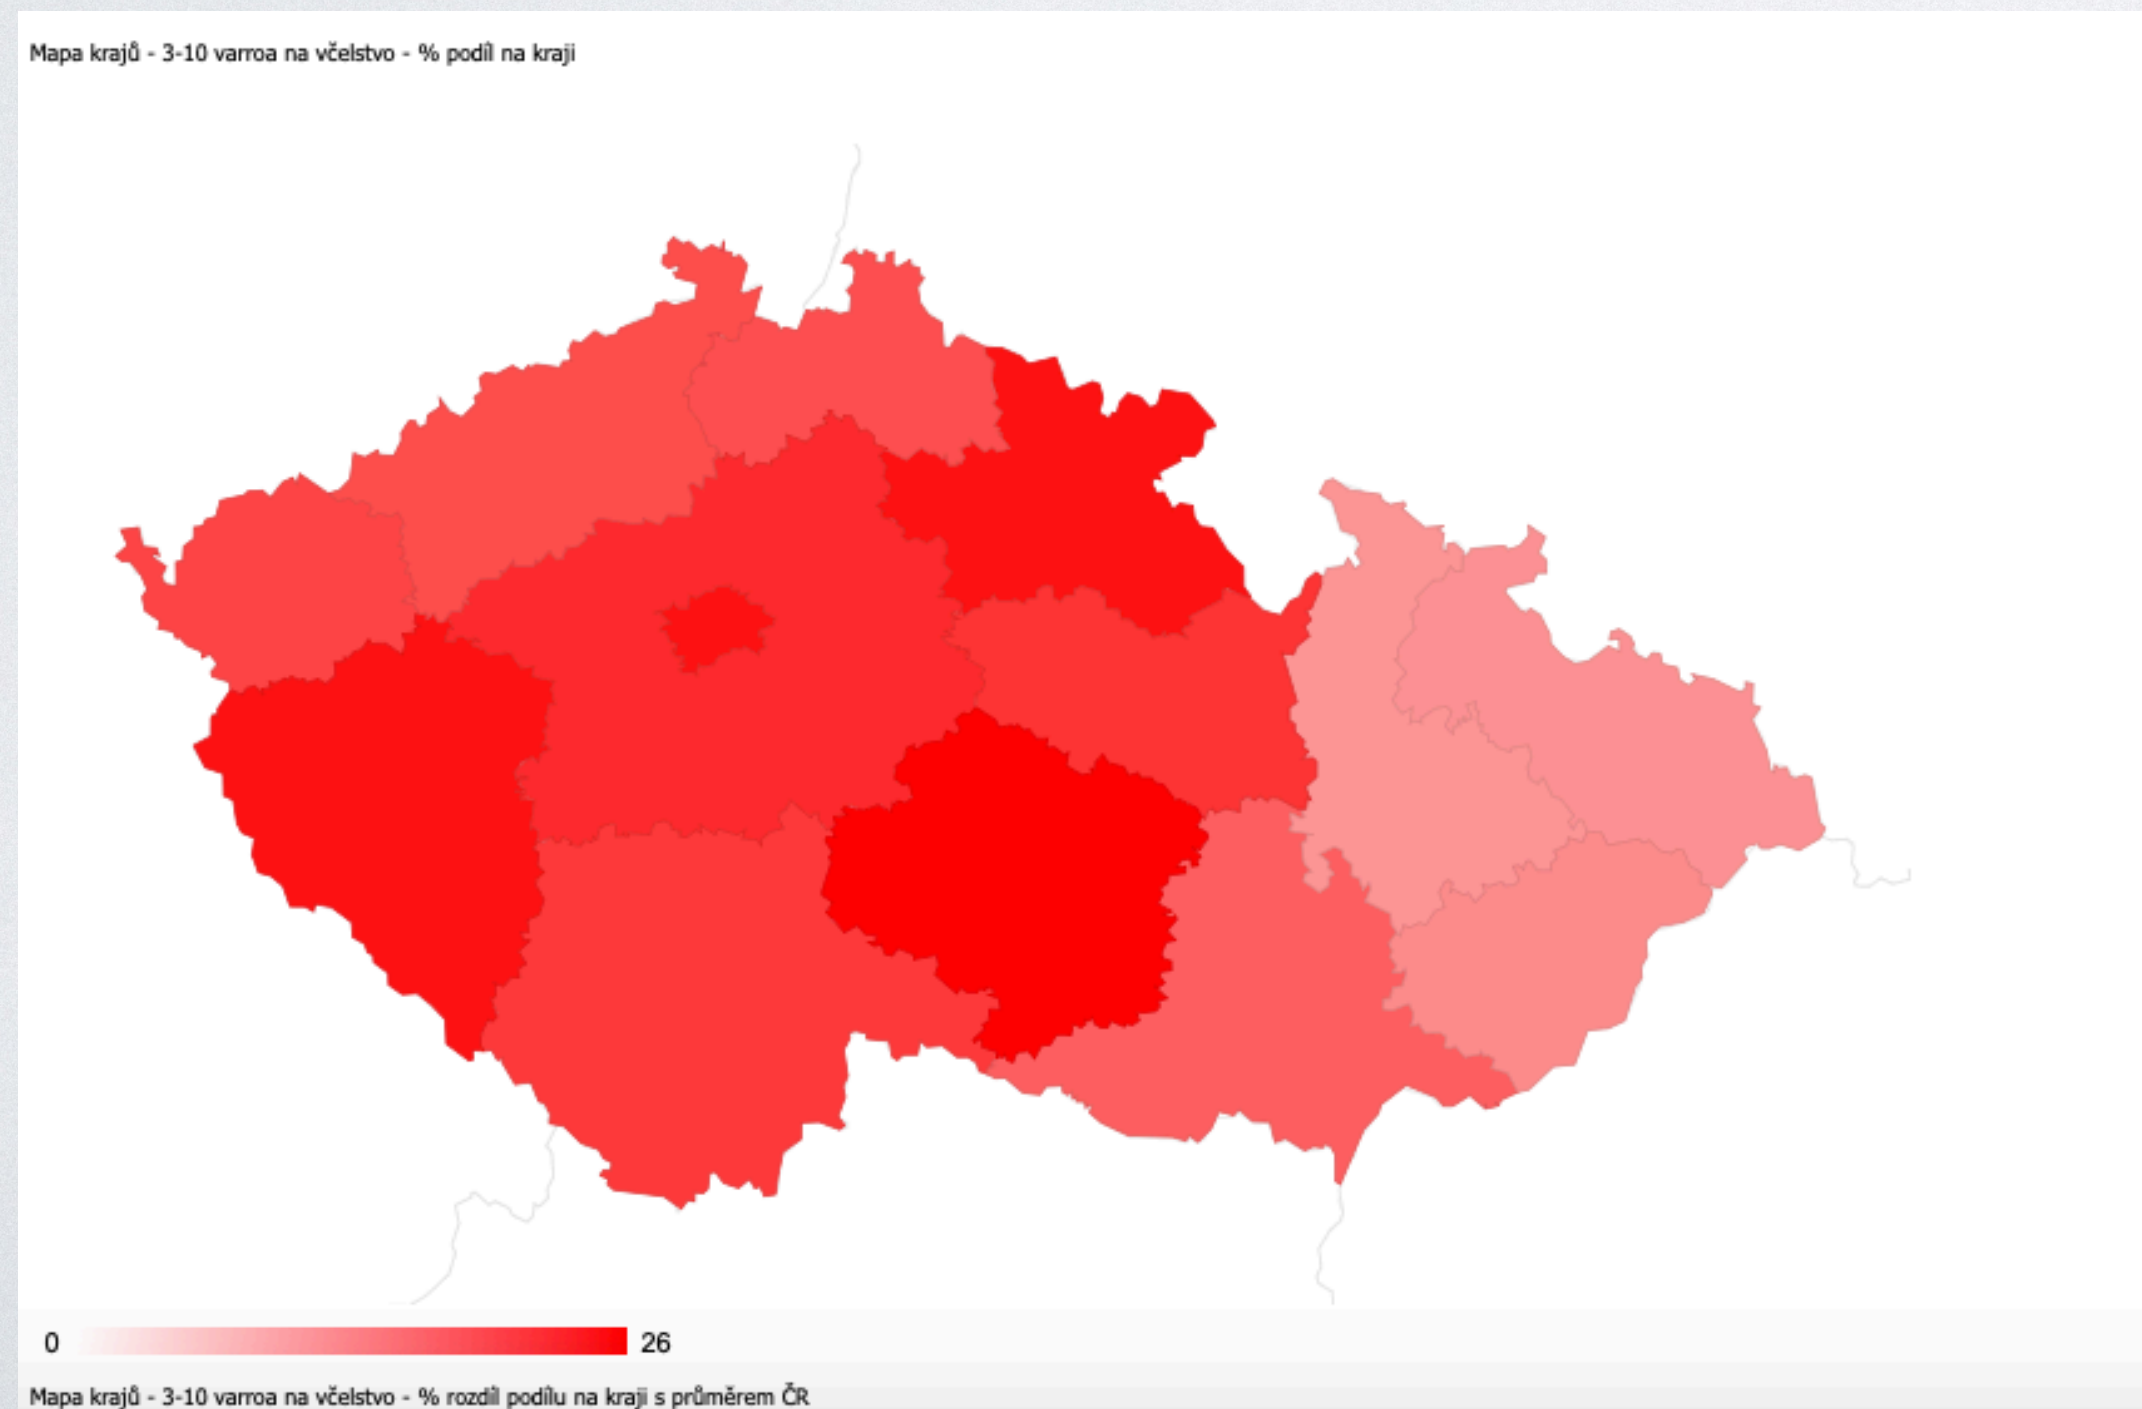 Mapa krajů - 3-10 varroa na včelstvo - % podíl na kraji
0 26
Mapa krajů - 3-10 varroa na včelstvo - % rozdíl podílu na kraji s průměrem ČR